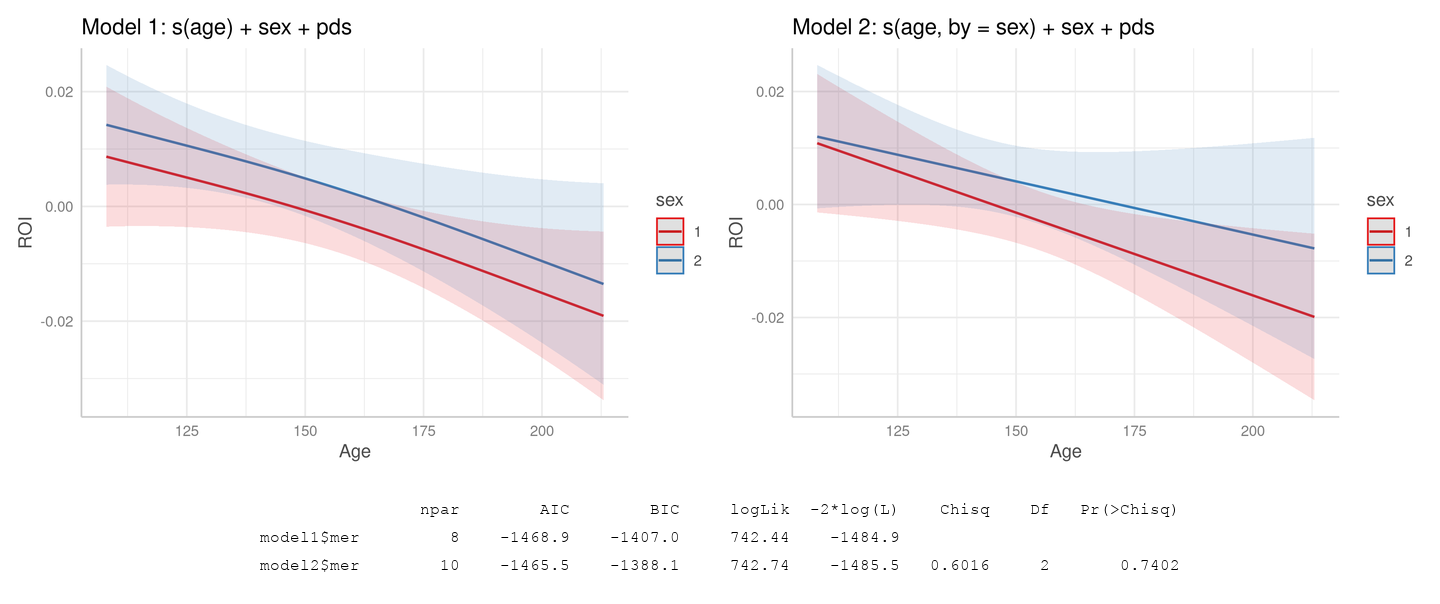 Model 1: s(age) + sex + pds
0.02
0.00
-0.02
ROI
125 150 175 200
Age
sex
1
2
Model 2: s(age, by = sex) + sex + pds
0.02
0.00
-0.02
ROI
125 150 175 200
Age
sex
1
2
npar AIC BIC logLik -2*log(L) Chisq Df Pr(>Chisq)
model1$mer 8 -1468.9 -1407.0 742.44 -1484.9
model2$mer 10 -1465.5 -1388.1 742.74 -1485.5 0.6016 2 0.7402